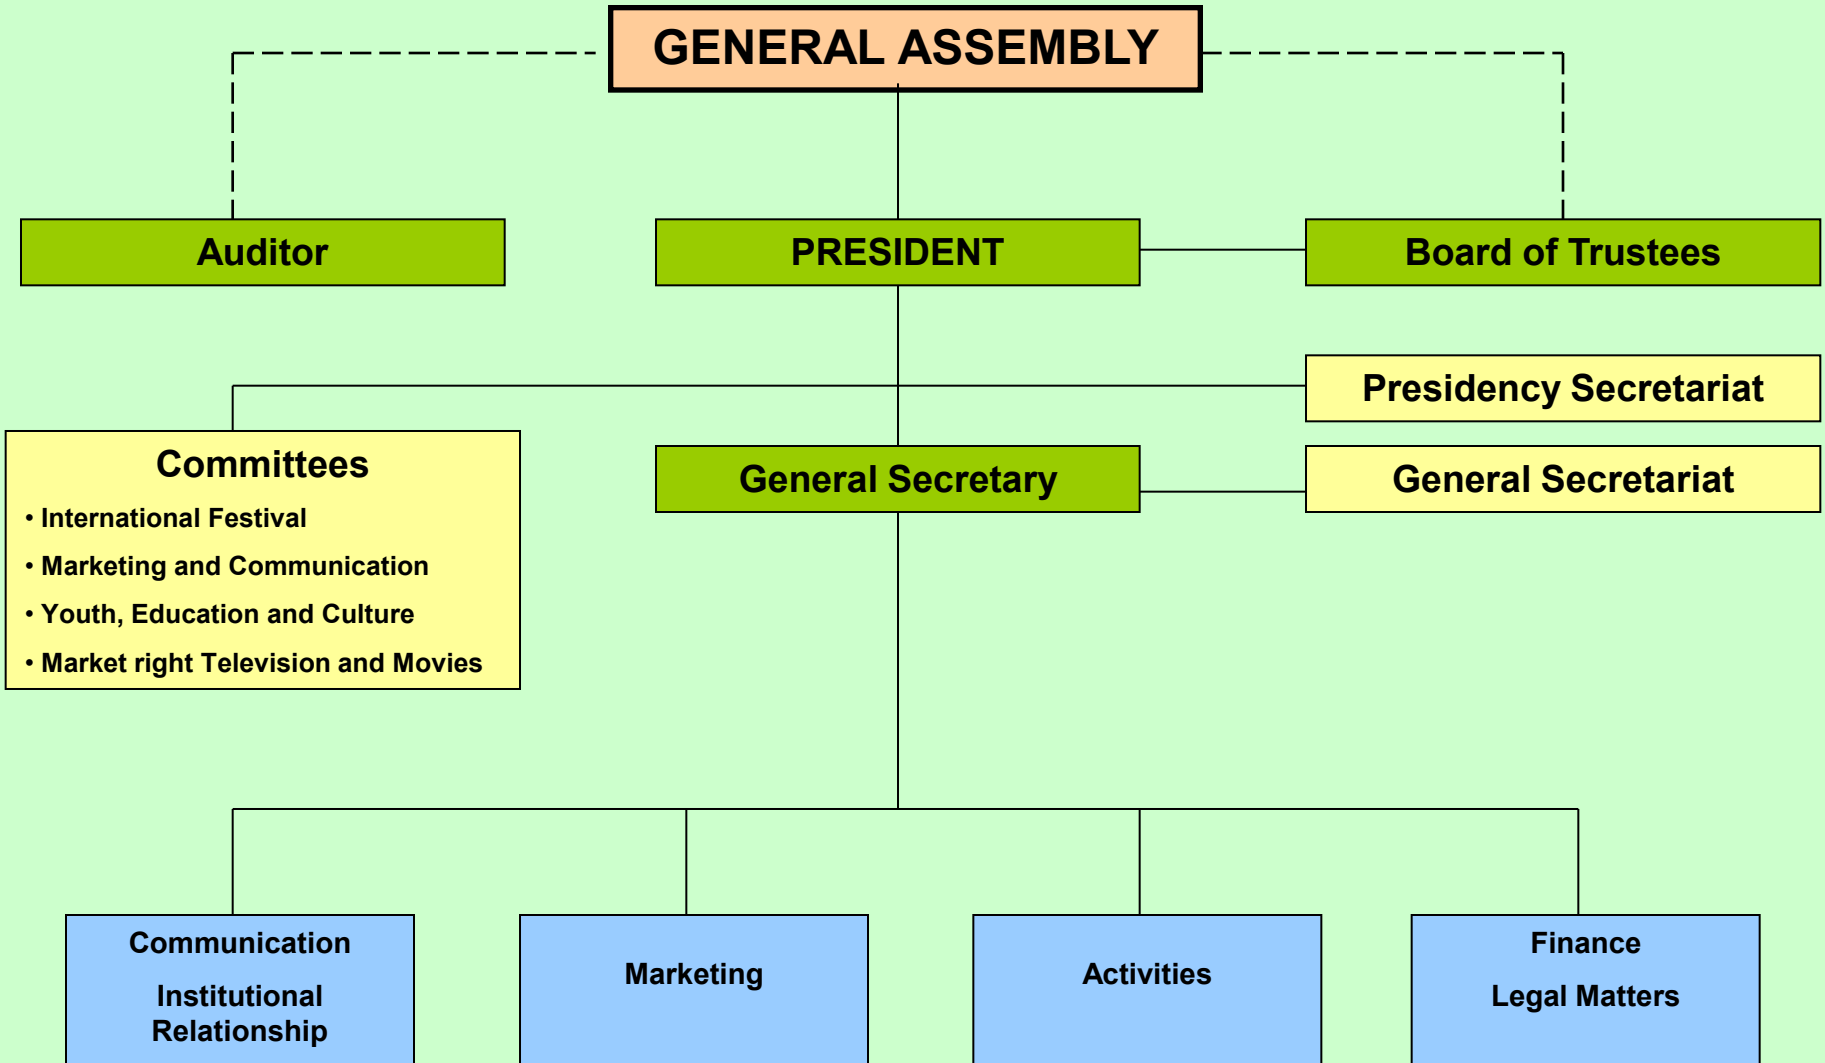 GENERAL ASSEMBLY
Auditor
PRESIDENT
Board of Trustees
Presidency Secretariat
Committees
• International Festival
• Marketing and Communication
• Youth, Education and Culture
• Market right Television and Movies
General Secretary
General Secretariat
Communication
Institutional
Relationship
Marketing
Activities
Finance
Legal Matters